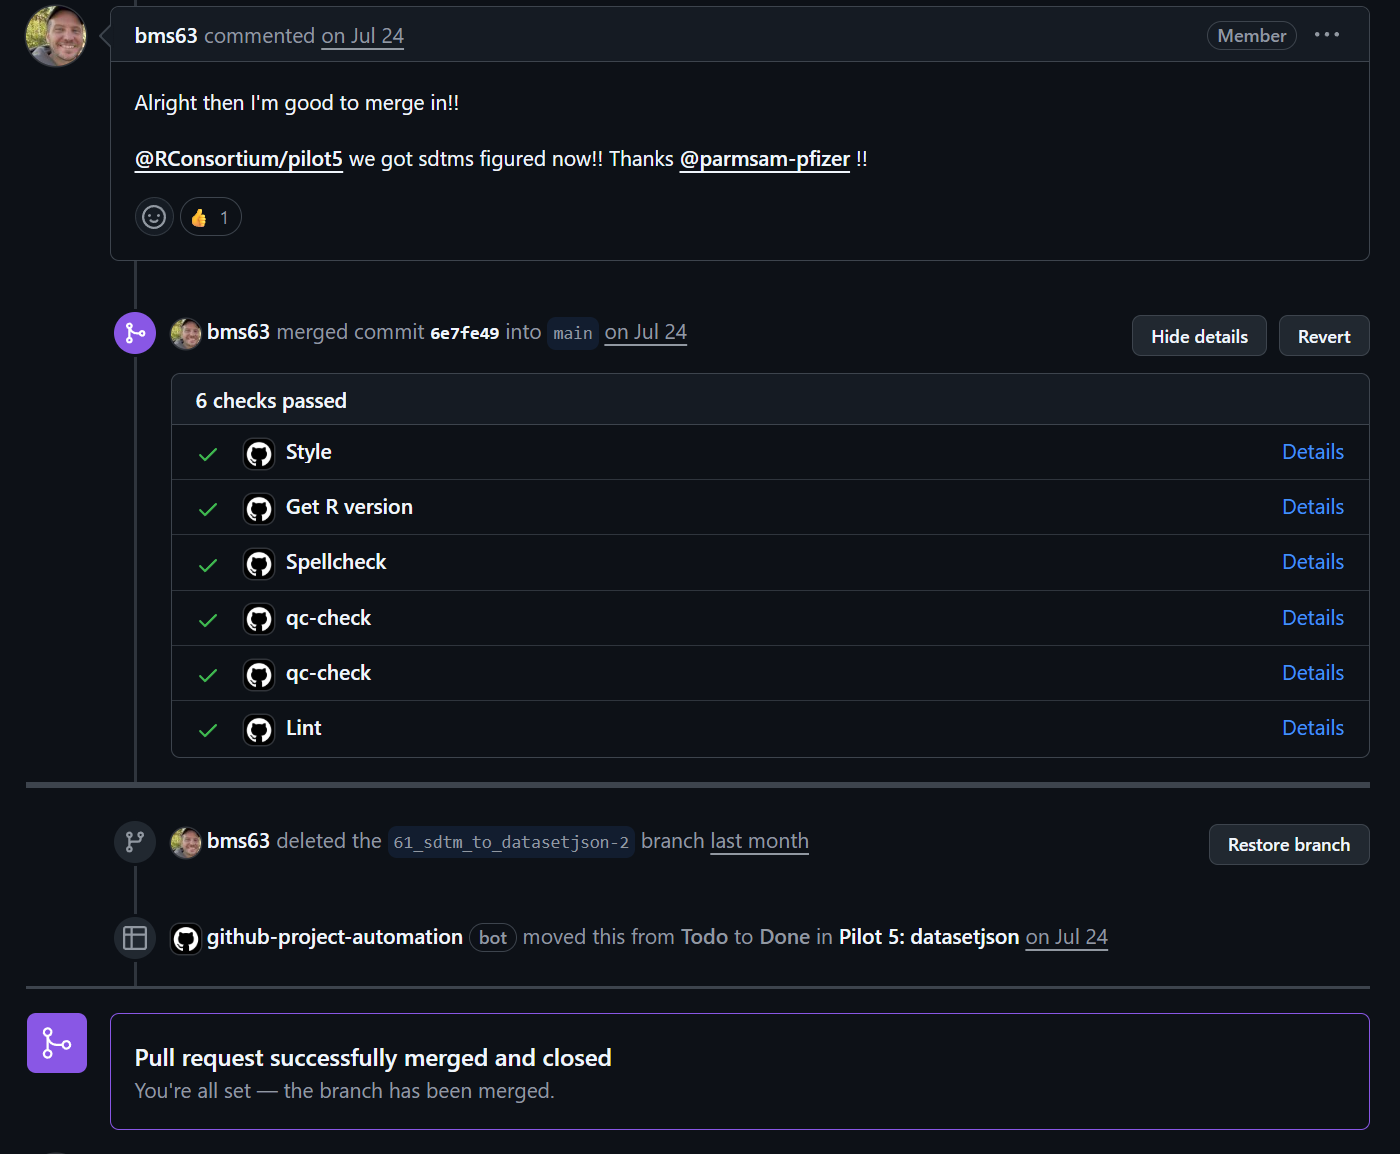 bms63 commented on Jul 24
Member
Alright then I'm good to merge in!!
@RConsortium/pilot5 we got sdtms figured now!! Thanks @parmsam-pfizer !!
👍 1
bms63 merged commit 6e7fe49 into main on Jul 24
Hide details
Revert
6 checks passed
Style Details
Get R version Details
Spellcheck Details
qc-check Details
qc-check Details
Lint Details
bms63 deleted the 61_sdtm_to_datasetjson-2 branch last month
Restore branch
github-project-automation bot moved this from Todo to Done in Pilot 5: datasetjson on Jul 24
Pull request successfully merged and closed
You're all set — the branch has been merged.